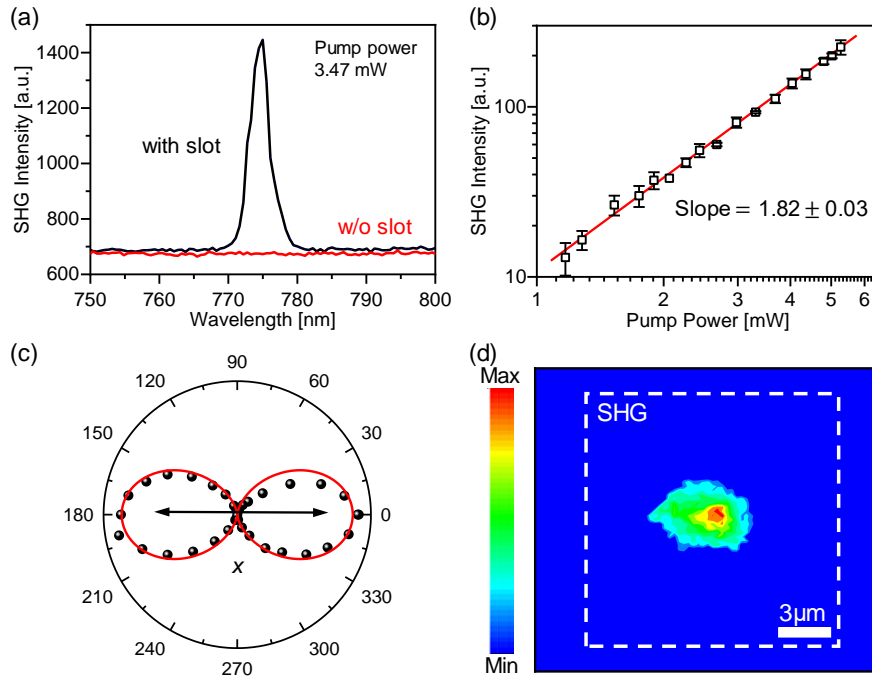 (a)
1400
1200
1000
800
600
SHG Intensity [a.u.]
Pump power
3.47 mW
with slot
w/o slot
750
760
770
780
790
800
Wavelength [nm]
(b)
100
10
SHG Intensity [a.u.]
Slope = 1.82 ± 0.03
1
2
3
4
5
6
Pump Power [mW]
(c)
90
120
60
150
30
180
0
x
210
330
240
300
270
(d)
Max
SHG
3µm
Min